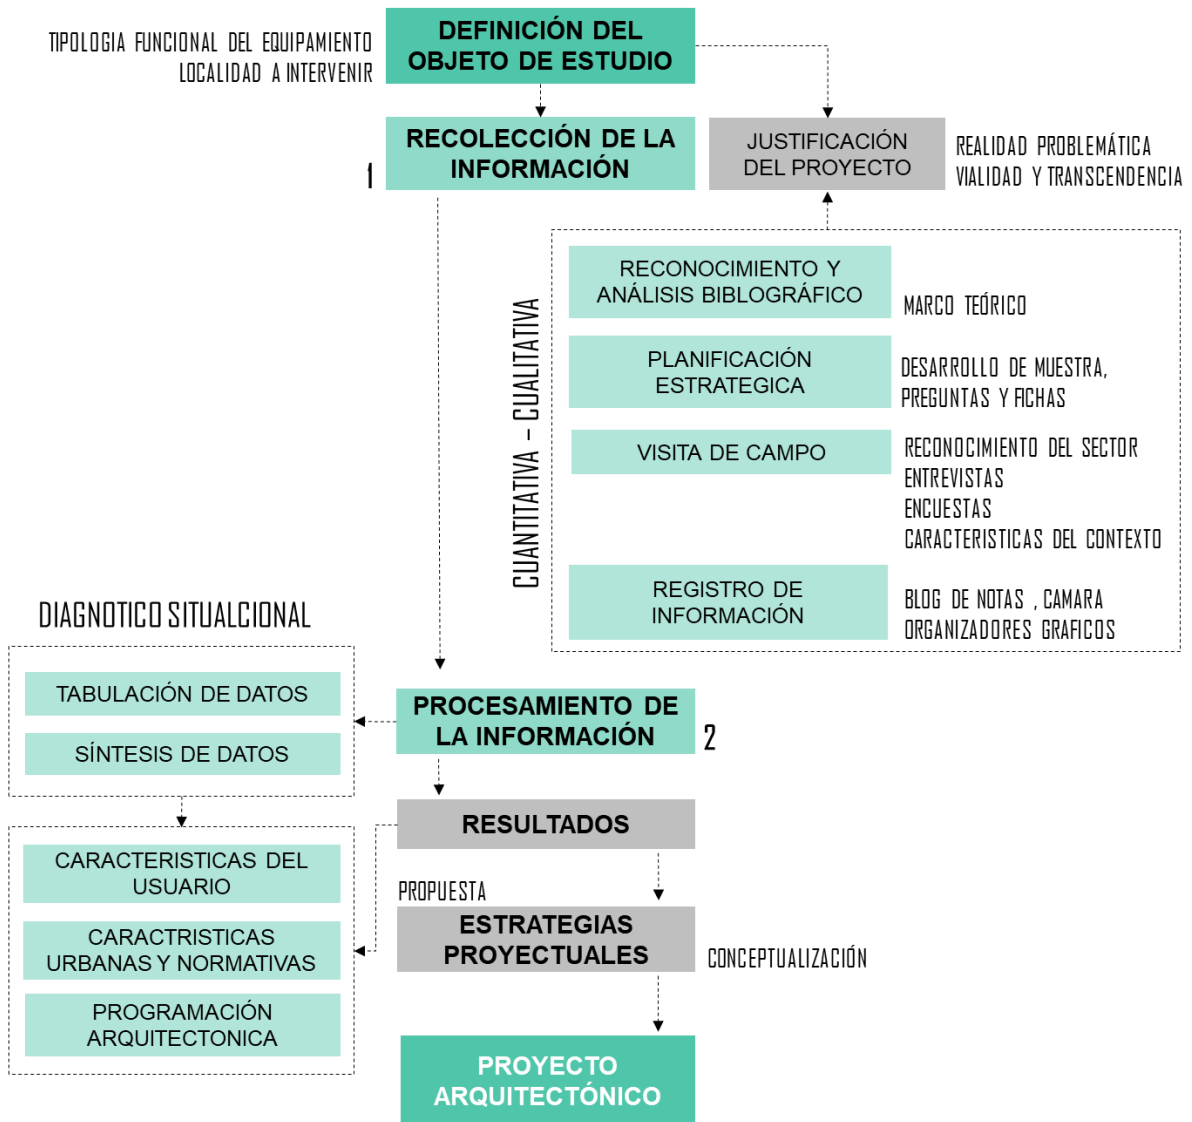 DEFINICIÓN DEL
OBJETO DE ESTUDIO
TIPOLOGIA FUNCIONAL DEL EQUIPAMIENTO
LOCALIDAD A INTERVENIR
RECOLECCIÓN DE LA
INFORMACIÓN
1
JUSTIFICACIÓN
DEL PROYECTO
REALIDAD PROBLEMÁTICA
VIALIDAD Y TRANSCENDENCIA
CUANTITATIVA – CUALITATIVA
RECONOCIMIENTO Y
ANÁLISIS BIBLOGRÁFICO
MARCO TEÓRICO
PLANIFICACIÓN
ESTRATEGICA
DESARROLLO DE MUESTRA,
PREGUNTAS Y FICHAS
VISITA DE CAMPO
RECONOCIMIENTO DEL SECTOR
ENTREVISTAS
ENCUESTAS
CARACTERISTICAS DEL CONTEXTO
REGISTRO DE
INFORMACIÓN
BLOG DE NOTAS , CAMARA
ORGANIZADORES GRAFICOS
DIAGNOTICO SITUALCIONAL
TABULACIÓN DE DATOS
SÍNTESIS DE DATOS
PROCESAMIENTO DE
LA INFORMACIÓN
2
RESULTADOS
CARACTERISTICAS DEL
USUARIO
CARACTRISTICAS
URBANAS Y NORMATIVAS
PROGRAMACIÓN
ARQUITECTONICA
PROPUESTA
ESTRATEGIAS
PROYECTUALES
CONCEPTUALIZACIÓN
PROYECTO
ARQUITECTÓNICO